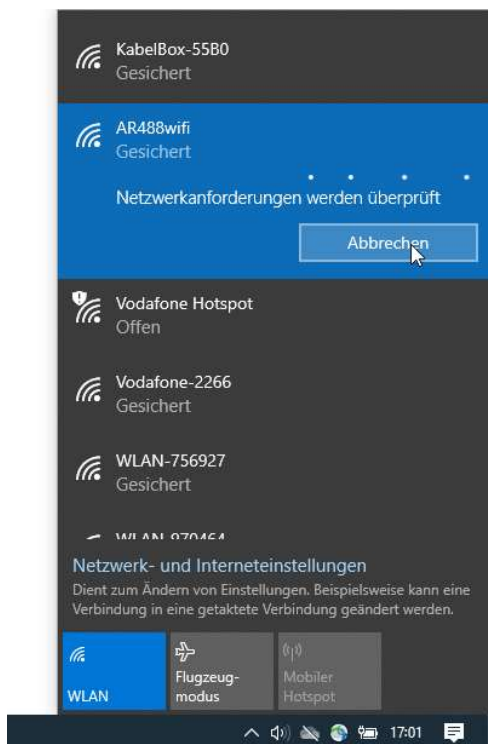 KabelBox-55B0
Gesichert
AR488wifi
Gesichert
Netzwerkanforderungen werden überprüft
Abbrechen
Vodafone Hotspot
Offen
Vodafone-2266
Gesichert
WLAN-756927
Gesichert
WLAN-970464
Netzwerk- und Interneteinstellungen
Dient zum Ändern von Einstellungen. Beispielsweise kann eine
Verbindung in eine getaktete Verbindung geändert werden.
WLAN
Flugzeug-
modus
Mobiler
Hotspot
17:01